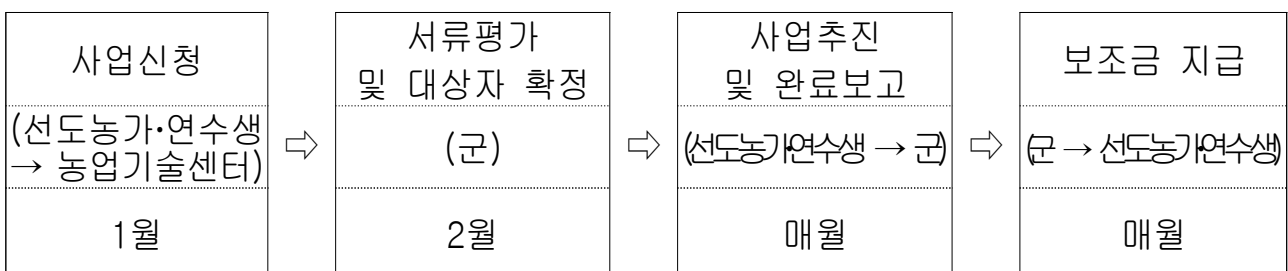 사업신청
(선도농가·연수생
→ 농업기술센터)
1월
⇨
서류평가
및 대상자 확정
(군)
2월
⇨
사업추진
및 완료보고
(선도농가·연수생 → 군)
매월
⇨
보조금 지급
(군 → 선도농가·연수생)
매월